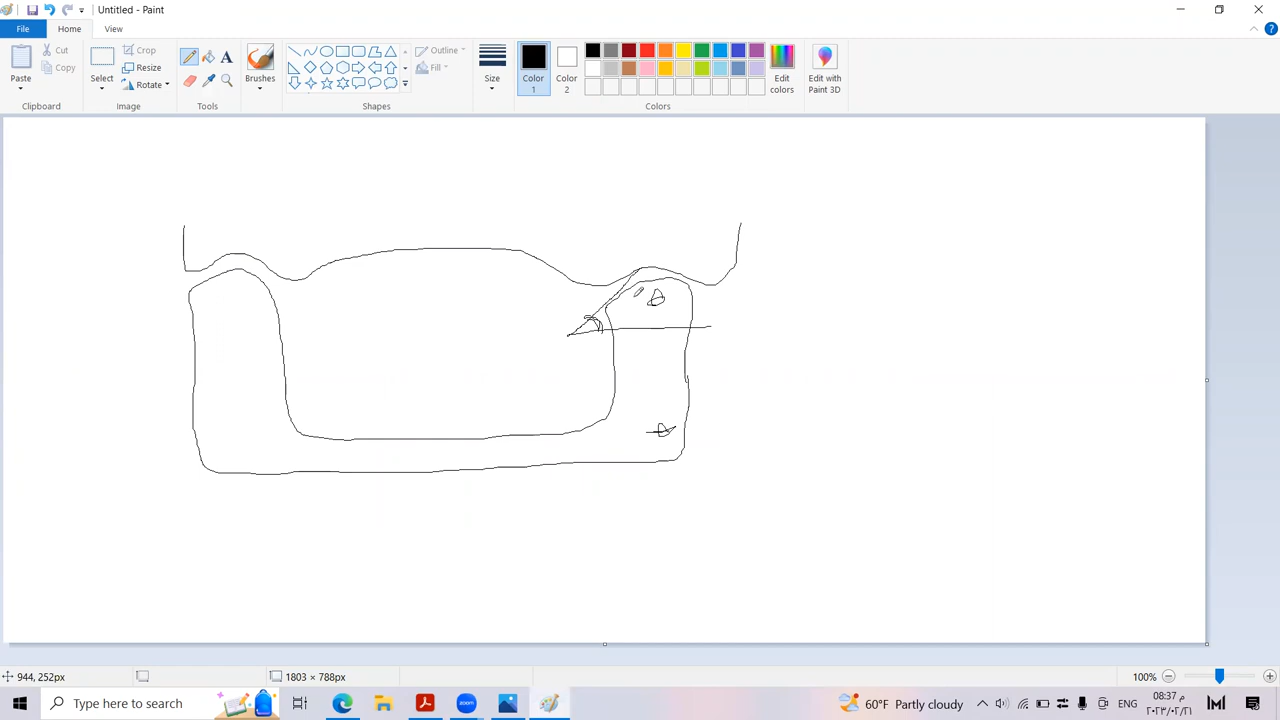 Untitled - Paint
File
Home
View
Paste
Cut
Copy
Clipboard
Select
Crop
Resize
Rotate
Image
Tools
Brushes
Shapes
Outline
Fill
Size
Color 1
Color 2
Colors
Edit colors
Edit with Paint 3D
944, 252px
1803 × 788px
100%
Type here to search
zoom
60°F Partly cloudy
ENG
08:37 م